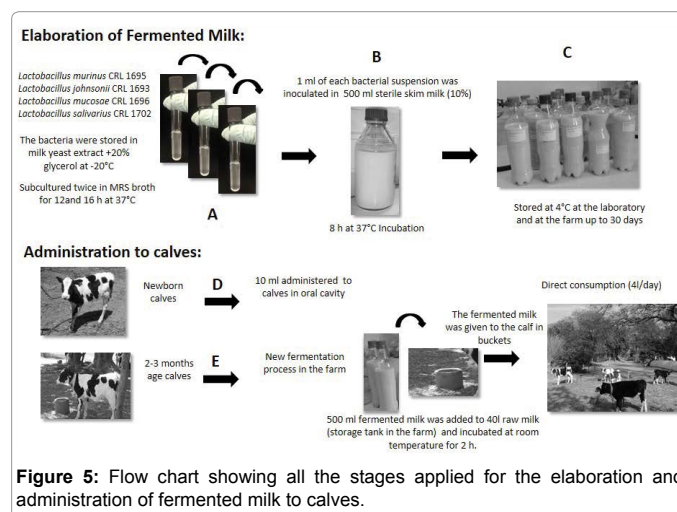 Elaboration of Fermented Milk:
Lactobacillus murinus CRL 1695
Lactobacillus johnsonii CRL 1693
Lactobacillus mucosae CRL 1696
Lactobacillus salivarius CRL 1702
The bacteria were stored in
milk yeast extract +20%
glycerol at -20°C
Subcultured twice in MRS broth
for 12and 16 h at 37°C
A
B
1 ml of each bacterial suspension was
inoculated in 500 ml sterile skim milk (10%)
8 h at 37°C Incubation
C
Stored at 4°C at the laboratory
and at the farm up to 30 days
Administration to calves:
Newborn
calves
D
10 ml administered to
calves in oral cavity
2-3 months
age calves
E
New fermentation
process in the farm
500 ml fermented milk was added to 40l raw milk
(storage tank in the farm) and incubated at room
temperature for 2 h.
The fermented milk
was given to the calf in
buckets
Direct consumption (4l/day)
Figure 5: Flow chart showing all the stages applied for the elaboration and
administration of fermented milk to calves.